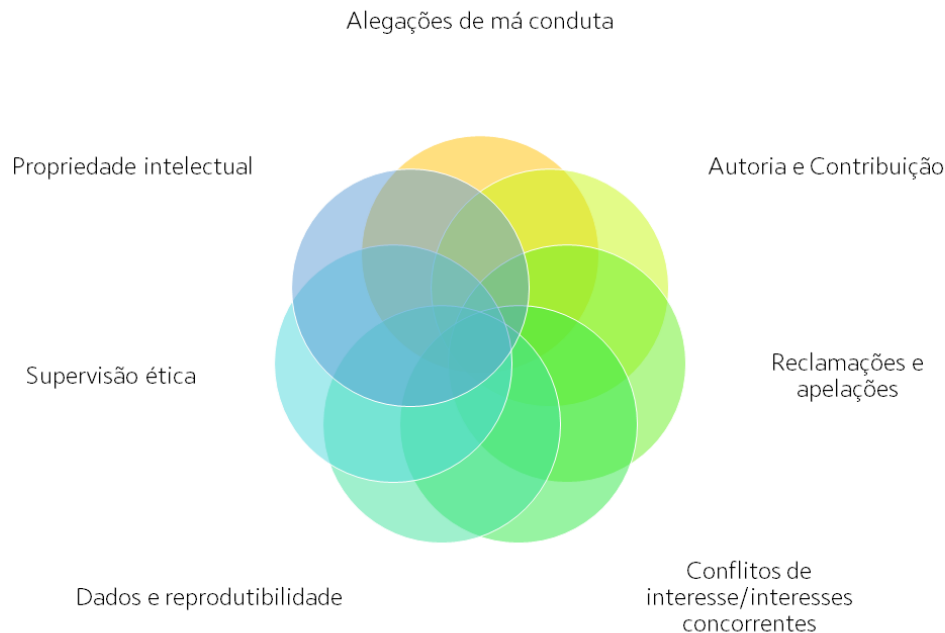 Alegações de má conduta
Propriedade intelectual
Autoria e Contribuição
Supervisão ética
Reclamações e
apelações
Dados e reprodutibilidade
Conflitos de
interesse/interesses
concorrentes